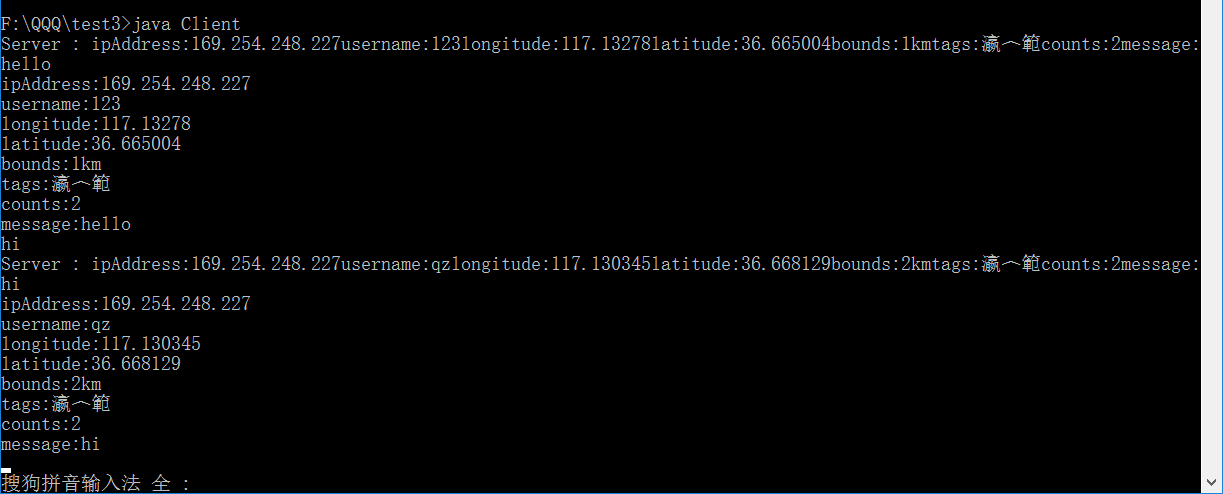 F:\QQQ\test3>java Client
Server : ipAddress:169.254.248.227username:123longitude:117.13278latitude:36.665004bounds:1kmtags:瀛︿範counts:2message:
hello
ipAddress:169.254.248.227
username:123
longitude:117.13278
latitude:36.665004
bounds:1km
tags:瀛︿範
counts:2
message:hello
hi
Server : ipAddress:169.254.248.227username:qzlongitude:117.130345latitude:36.668129bounds:2kmtags:瀛︿範counts:2message:
hi
ipAddress:169.254.248.227
username:qz
longitude:117.130345
latitude:36.668129
bounds:2km
tags:瀛︿範
counts:2
message:hi
搜狗拼音输入法 全 :